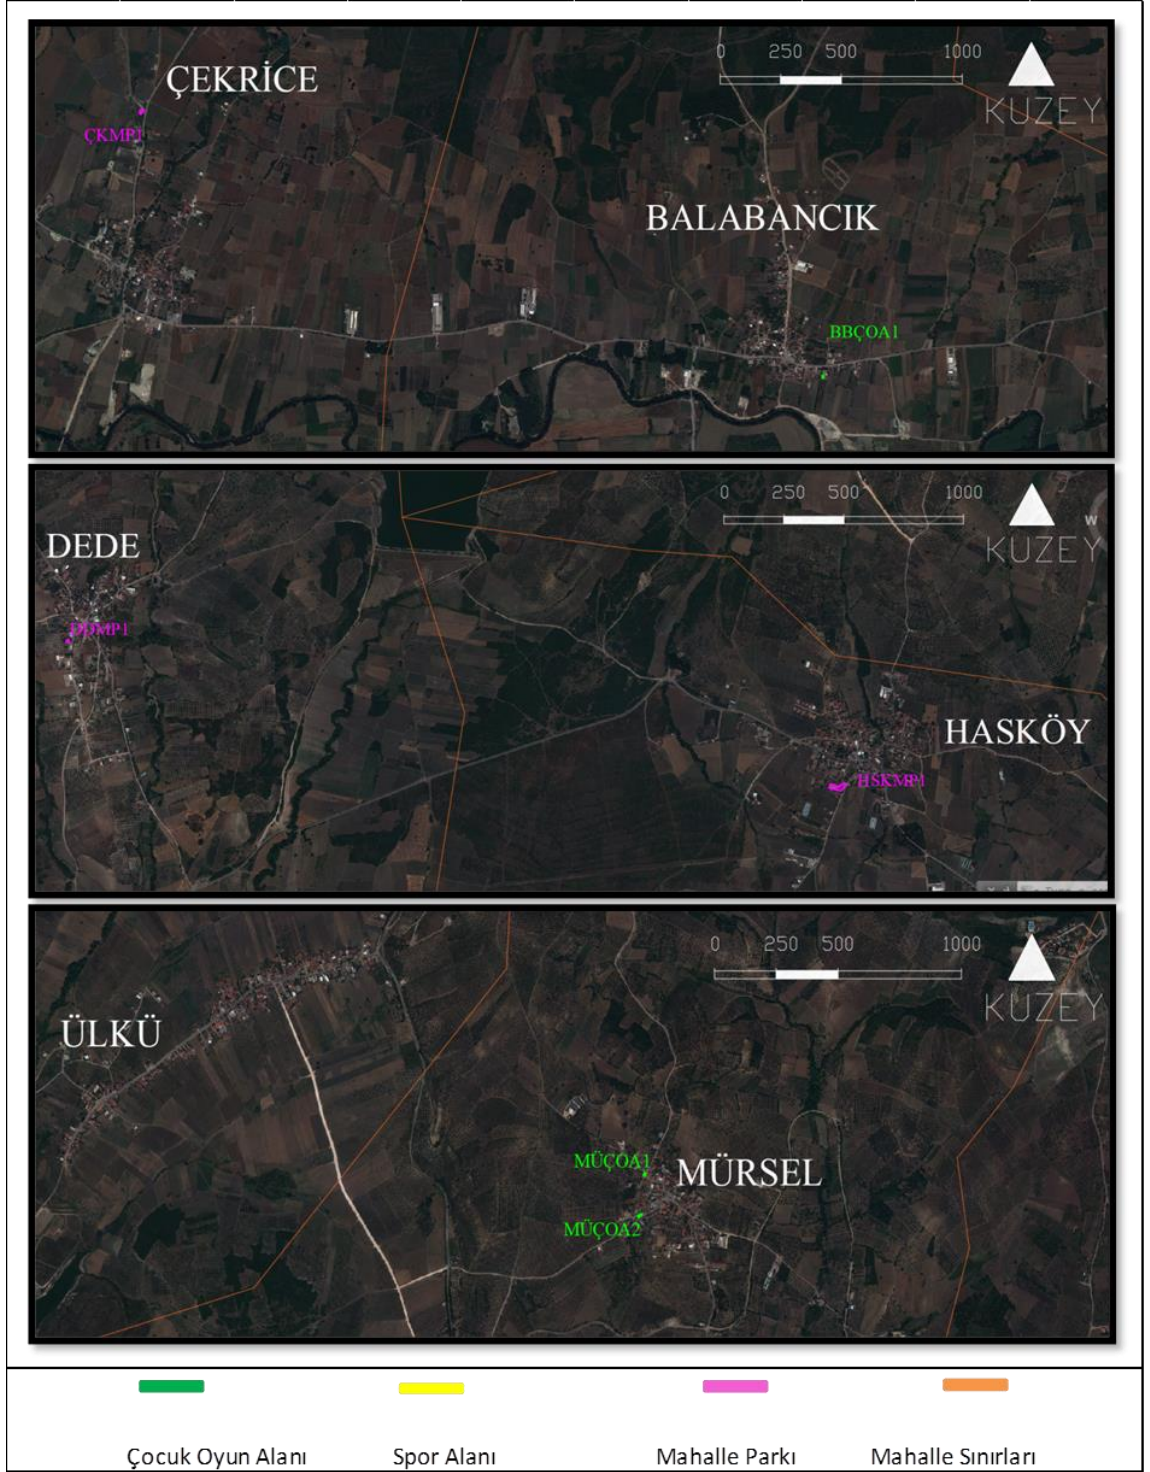 ÇEKRİCE
0 250 500 1000
KUZEY
ÇKMP1
BALABANCIK
BBÇOA1
DEDE
0 250 500 1000
W
KUZEY
DDMP1
HASKÖY
HSKMP1
0 250 500 1000
KUZEY
ÜLKÜ
MÜÇOA1
MÜRSEL
MÜÇOA2
Çocuk Oyun Alanı Spor Alanı Mahalle Parkı Mahalle Sınırları